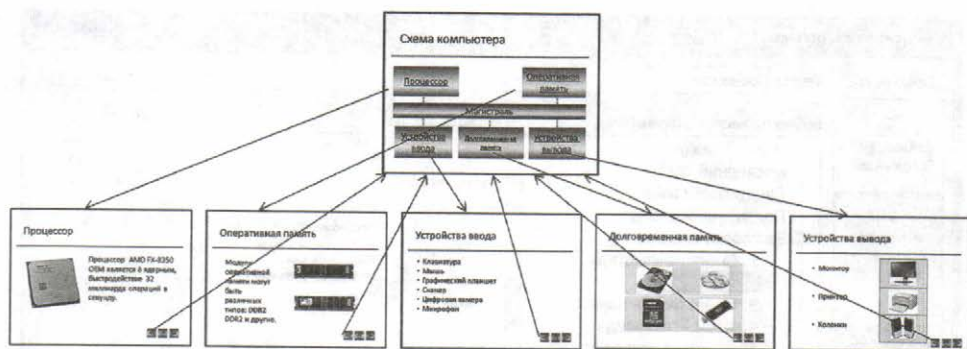 Схема компьютера
Процессор
Оперативная
память
Магистраль
Устройства
ввода
Долговременная
память
Устройства
вывода
Процессор
Процессор AMD FX-8350
OEM является 8 ядерным,
быстродействие 32
миллиарда операций в
секунду.
Оперативная память
Модули
оперативной
памяти могут
быть
различных
типов: DDR2
DDR2 и другие.
Устройства ввода
• Клавиатура
• Мышь
• Графический планшет
• Сканер
• Цифровая камера
• Микрофон
Долговременная память
Устройства вывода
• Монитор
• Принтер
• Колонки